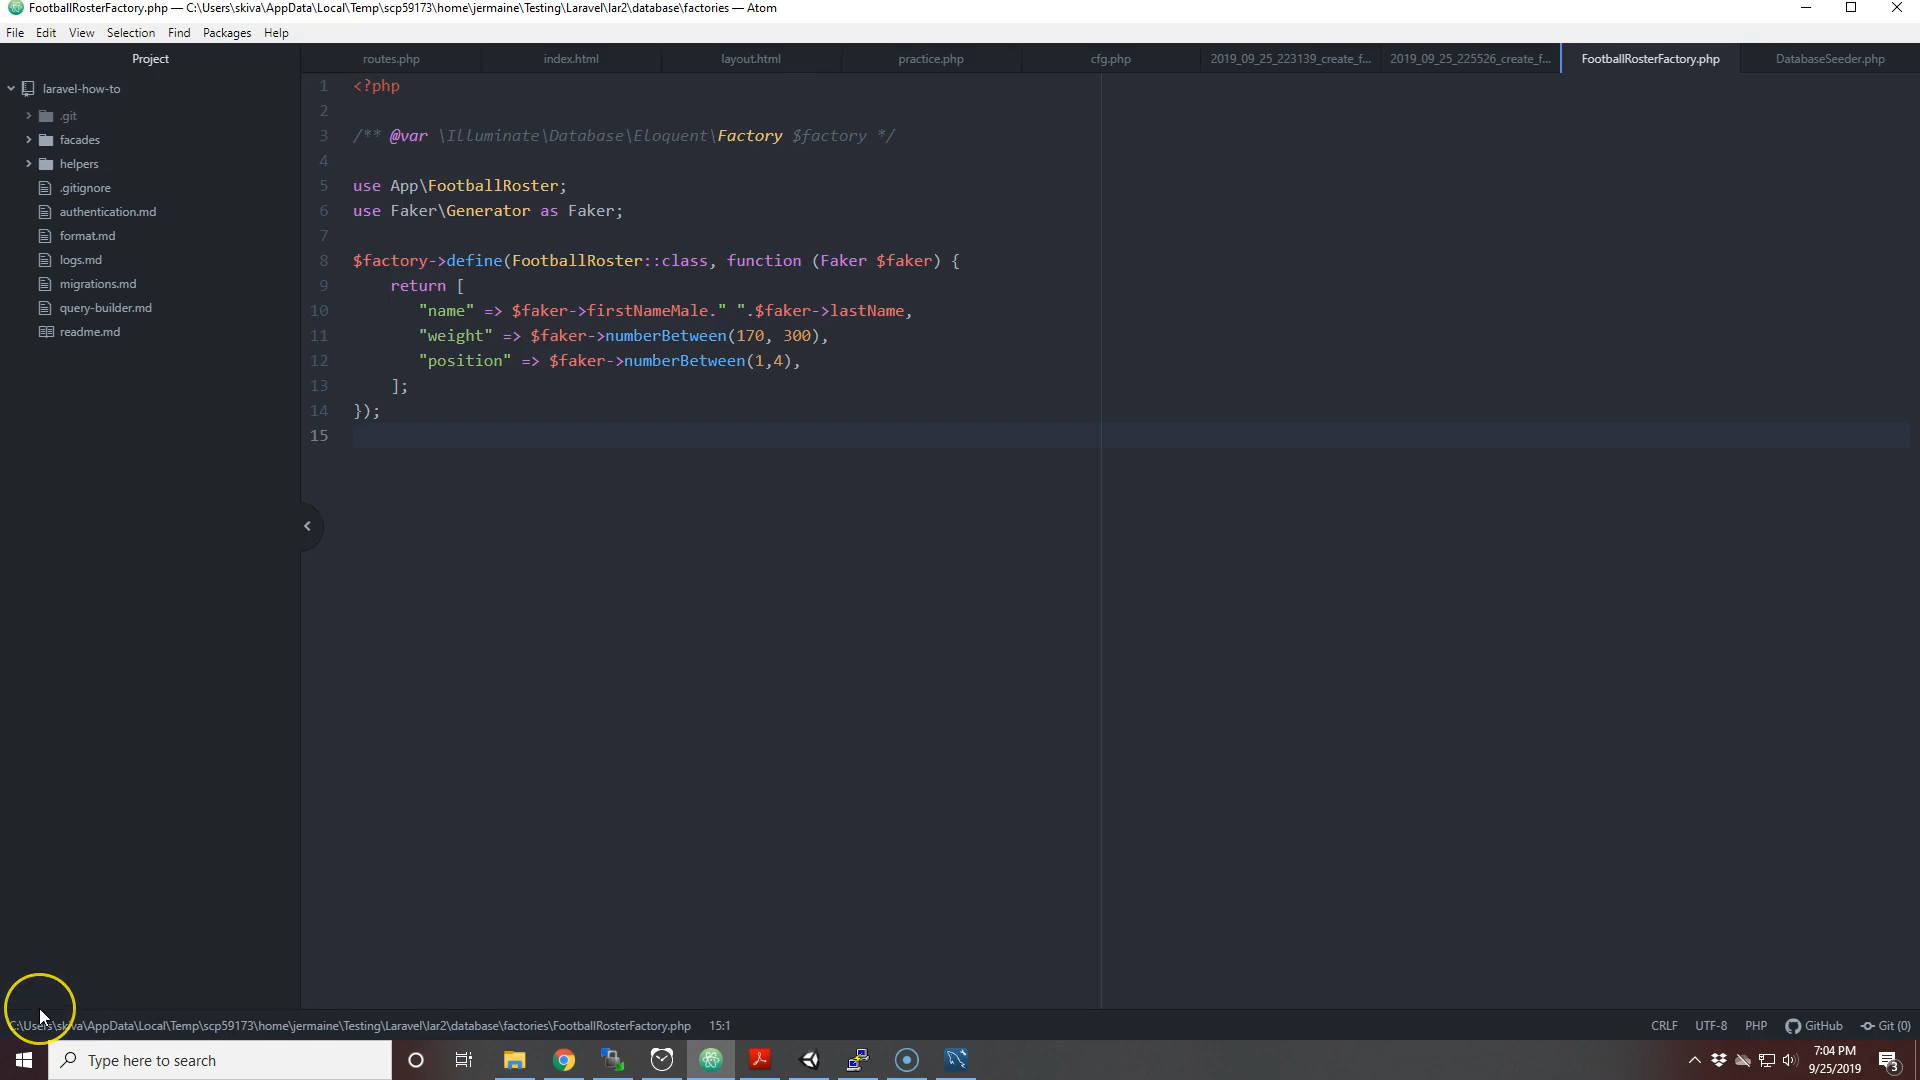 FootballRosterFactory.php — C:\Users\skiva\AppData\Local\Temp\scp59173\home\jermaine\Testing\Laravel\lar2\database\factories — Atom
File Edit View Selection Find Packages Help
Project
routes.php index.html layout.html practice.php cfg.php 2019_09_25_223139_create_f... 2019_09_25_225526_create_f... FootballRosterFactory.php DatabaseSeeder.php
laravel-how-to
.git
facades
helpers
.gitignore
authentication.md
format.md
logs.md
migrations.md
query-builder.md
readme.md
1 <?php
2
3 /** @var \Illuminate\Database\Eloquent\Factory $factory */
4
5 use App\FootballRoster;
6 use Faker\Generator as Faker;
7
8 $factory->define(FootballRoster::class, function (Faker $faker) {
9 return [
10 "name" => $faker->firstNameMale." ".$faker->lastName,
11 "weight" => $faker->numberBetween(170, 300),
12 "position" => $faker->numberBetween(1,4),
13 ];
14 });
15
C:\Users\skiva\AppData\Local\Temp\scp59173\home\jermaine\Testing\Laravel\lar2\database\factories\FootballRosterFactory.php 15:1
CRLF UTF-8 PHP GitHub Git (0)
Type here to search
7:04 PM
9/25/2019
3